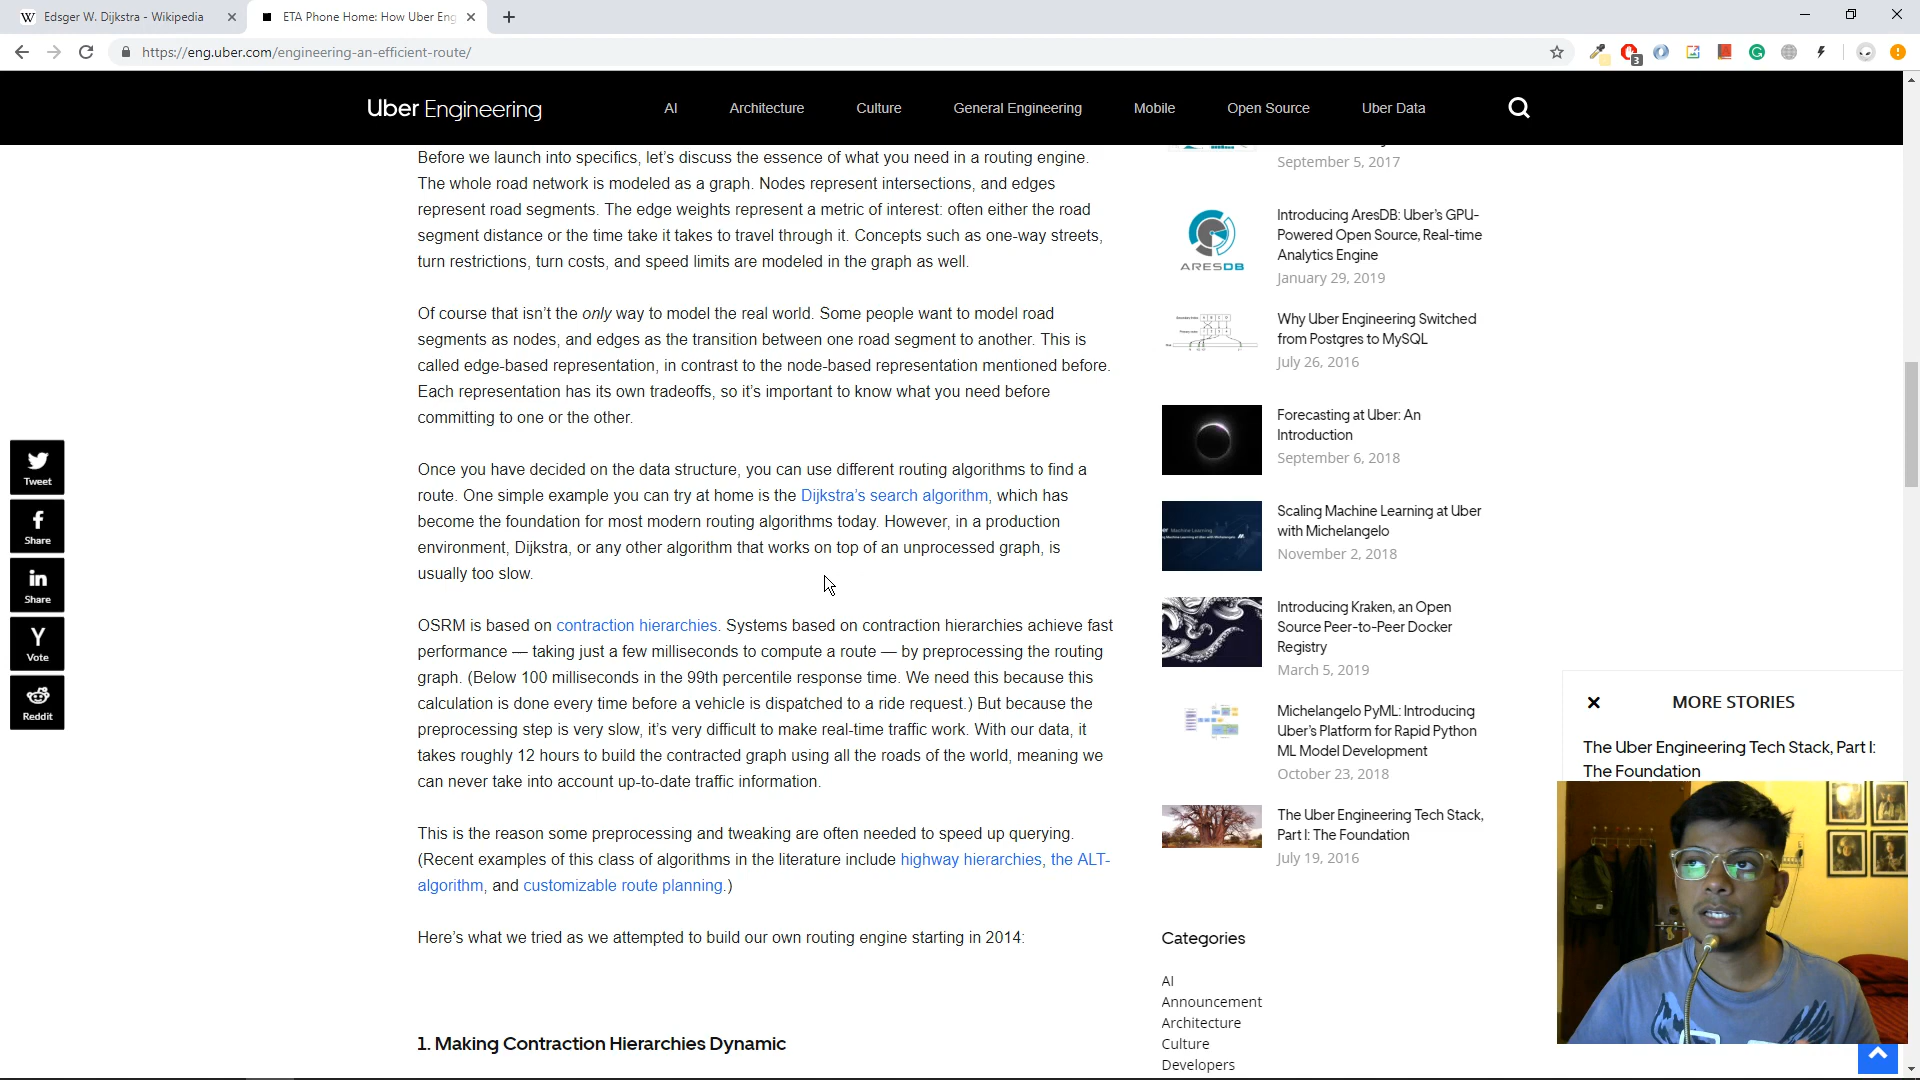 Edsger W. Dijkstra - Wikipedia
ETA Phone Home: How Uber Eng
https://eng.uber.com/engineering-an-efficient-route/
3
Uber Engineering
AI
Architecture
Culture
General Engineering
Mobile
Open Source
Uber Data
Before we launch into specifics, let's discuss the essence of what you need in a routing engine.
The whole road network is modeled as a graph. Nodes represent intersections, and edges
represent road segments. The edge weights represent a metric of interest: often either the road
segment distance or the time take it takes to travel through it. Concepts such as one-way streets,
turn restrictions, turn costs, and speed limits are modeled in the graph as well.
Of course that isn't the only way to model the real world. Some people want to model road
segments as nodes, and edges as the transition between one road segment to another. This is
called edge-based representation, in contrast to the node-based representation mentioned before.
Each representation has its own tradeoffs, so it's important to know what you need before
committing to one or the other.
Once you have decided on the data structure, you can use different routing algorithms to find a
route. One simple example you can try at home is the Dijkstra's search algorithm, which has
become the foundation for most modern routing algorithms today. However, in a production
environment, Dijkstra, or any other algorithm that works on top of an unprocessed graph, is
usually too slow.
OSRM is based on contraction hierarchies. Systems based on contraction hierarchies achieve fast
performance — taking just a few milliseconds to compute a route — by preprocessing the routing
graph. (Below 100 milliseconds in the 99th percentile response time. We need this because this
calculation is done every time before a vehicle is dispatched to a ride request.) But because the
preprocessing step is very slow, it's very difficult to make real-time traffic work. With our data, it
takes roughly 12 hours to build the contracted graph using all the roads of the world, meaning we
can never take into account up-to-date traffic information.
This is the reason some preprocessing and tweaking are often needed to speed up querying.
(Recent examples of this class of algorithms in the literature include highway hierarchies, the ALT-
algorithm, and customizable route planning.)
Here's what we tried as we attempted to build our own routing engine starting in 2014:
1. Making Contraction Hierarchies Dynamic
Tweet
Share
Share
Vote
Reddit
September 5, 2017
ARESDB
Introducing AresDB: Uber's GPU-
Powered Open Source, Real-time
Analytics Engine
January 29, 2019
Why Uber Engineering Switched
from Postgres to MySQL
July 26, 2016
Forecasting at Uber: An
Introduction
September 6, 2018
Scaling Machine Learning at Uber
with Michelangelo
November 2, 2018
Introducing Kraken, an Open
Source Peer-to-Peer Docker
Registry
March 5, 2019
Michelangelo PyML: Introducing
Uber's Platform for Rapid Python
ML Model Development
October 23, 2018
The Uber Engineering Tech Stack,
Part I: The Foundation
July 19, 2016
Categories
AI
Announcement
Architecture
Culture
Developers
MORE STORIES
The Uber Engineering Tech Stack, Part I:
The Foundation